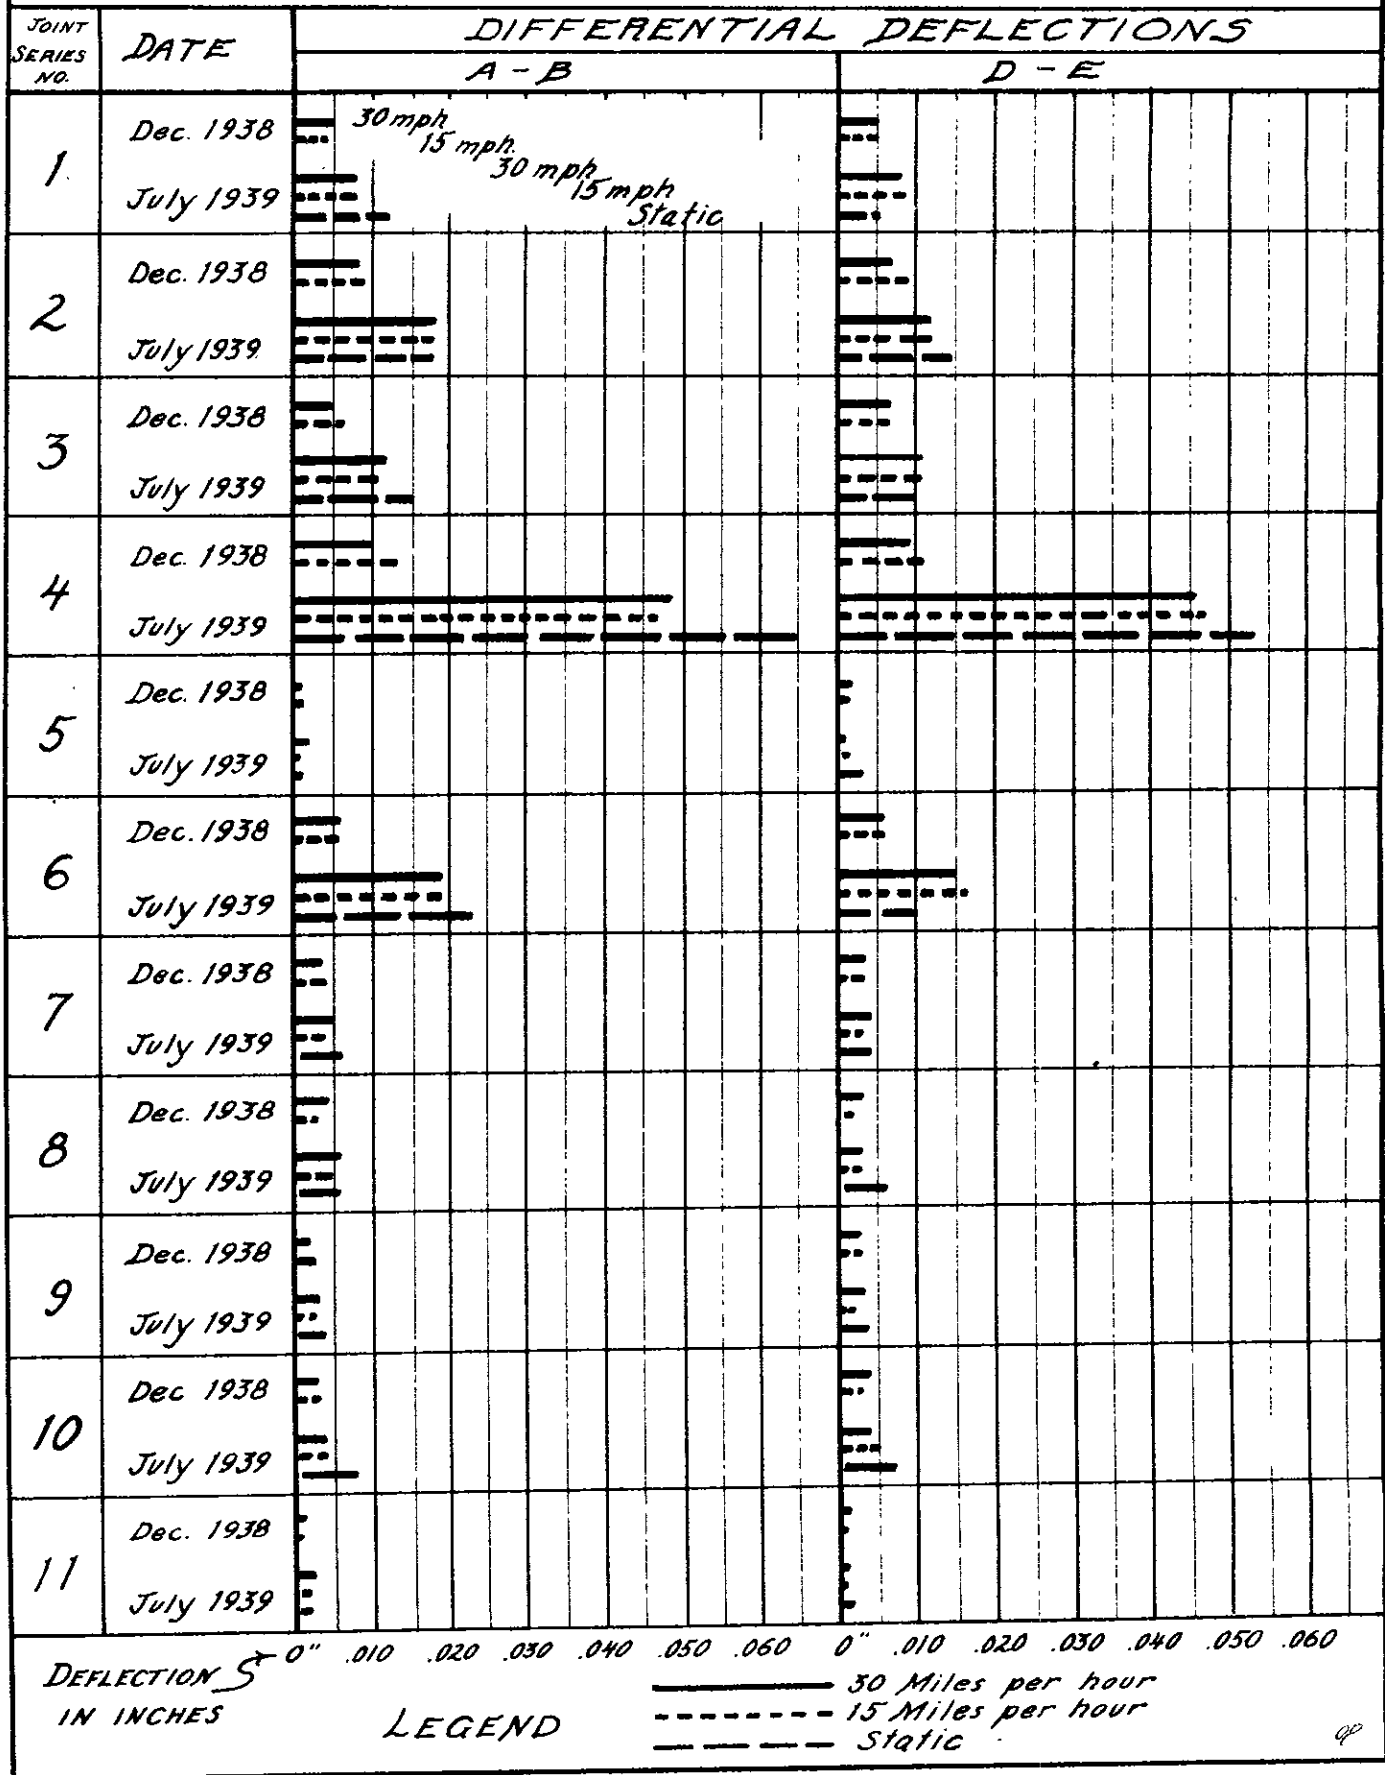 JOINT SERIES NO.
DATE
DIFFERENTIAL DEFLECTIONS
A - B
D - E
1.
Dec. 1938
July 1939
30 mph
15 mph.
30 mph
15 mph
Static
2
Dec. 1938
July 1939.
3
Dec. 1938
July 1939
4
Dec. 1938
July 1939
5
Dec. 1938
July 1939
6
Dec. 1938
July 1939
7
Dec. 1938
July 1939
8
Dec. 1938
July 1939
9
Dec. 1938
July 1939
10
Dec 1938
July 1939
11
Dec. 1938
July 1939
0" .010 .020 .030 .040 .050 .060
0" .010 .020 .030 .040 .050 .060
DEFLECTIONS
IN INCHES
LEGEND
30 Miles per hour
15 Miles per hour
Static